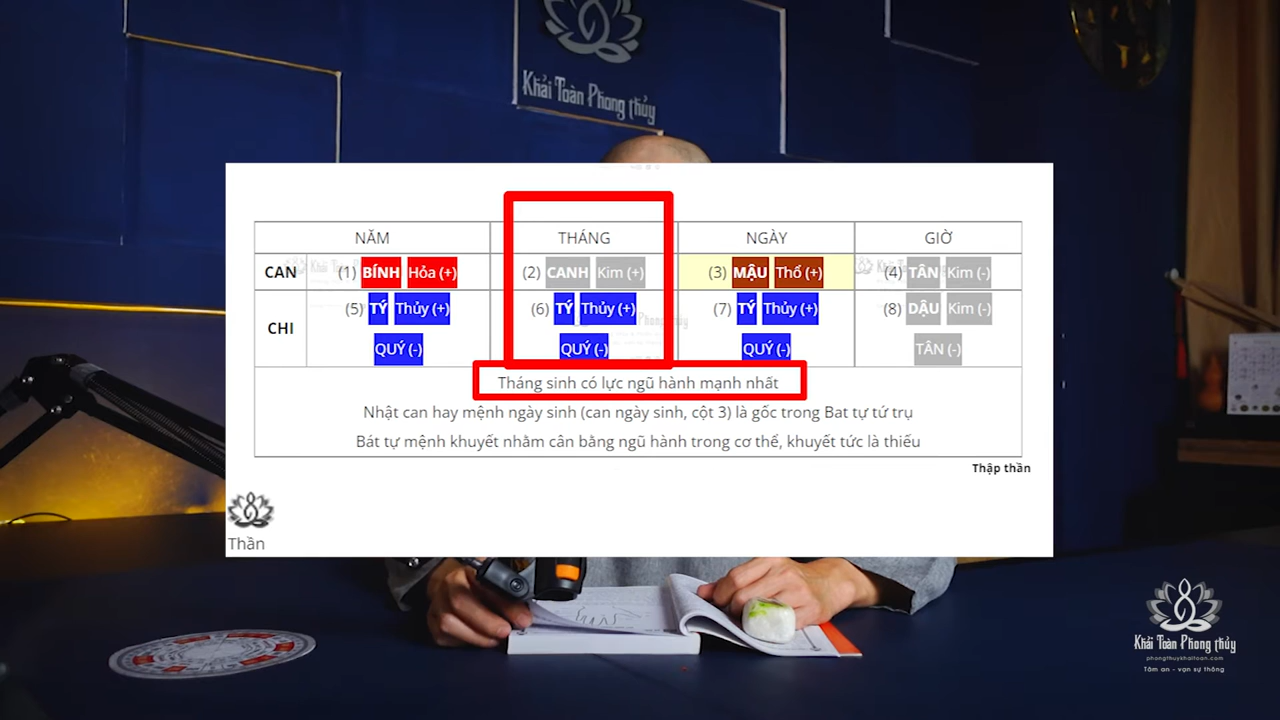 Khải Toàn Phong thủy
NĂM THÁNG NGÀY GIỜ
CAN (1) BÍNH Hỏa (+) (2) CANH Kim (+) (3) MẬU Thổ (+) (4) TÂN Kim (-)
CHI (5) TÝ Thủy (+) (6) TÝ Thủy (+) (7) TÝ Thủy (+) (8) DẬU Kim (-)
QUÝ (-) QUÝ (-) QUÝ (-) TÂN (-)
Tháng sinh có lực ngũ hành mạnh nhất
Nhật can hay mệnh ngày sinh (can ngày sinh, cột 3) là gốc trong Bat tự tứ trụ
Bát tự mệnh khuyết nhằm cân bằng ngũ hành trong cơ thể, khuyết tức là thiếu
Thập thần
Thần
Khải Toàn Phong thủy
phongthuykhaitoan.com
Tâm an - vạn sự thông